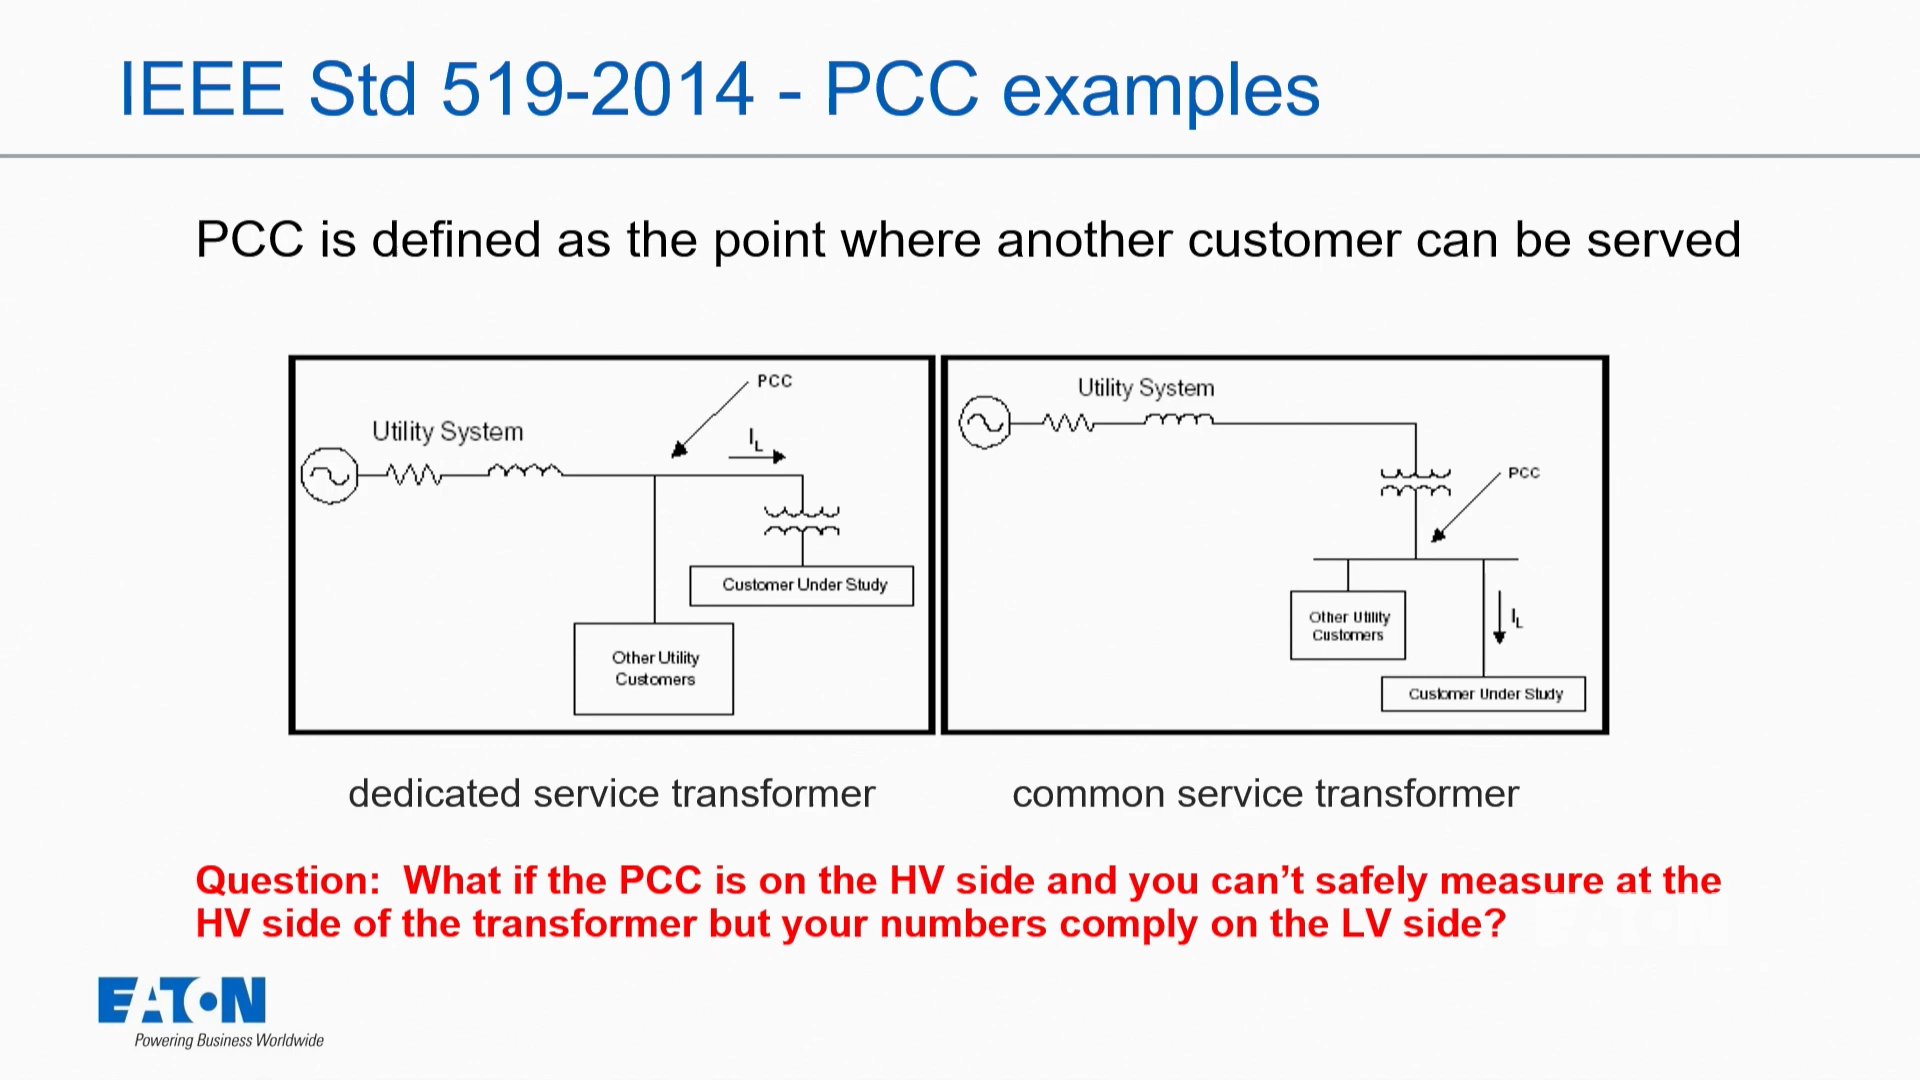 IEEE Std 519-2014 - PCC examples
PCC is defined as the point where another customer can be served
PCC
Utility System
IL
Customer Under Study
Other Utility
Customers
Utility System
PCC
Other Utility
Customers
IL
Customer Under Study
dedicated service transformer
common service transformer
Question:  What if the PCC is on the HV side and you can’t safely measure at the
HV side of the transformer but your numbers comply on the LV side?
EATON
EATON
Powering Business Worldwide